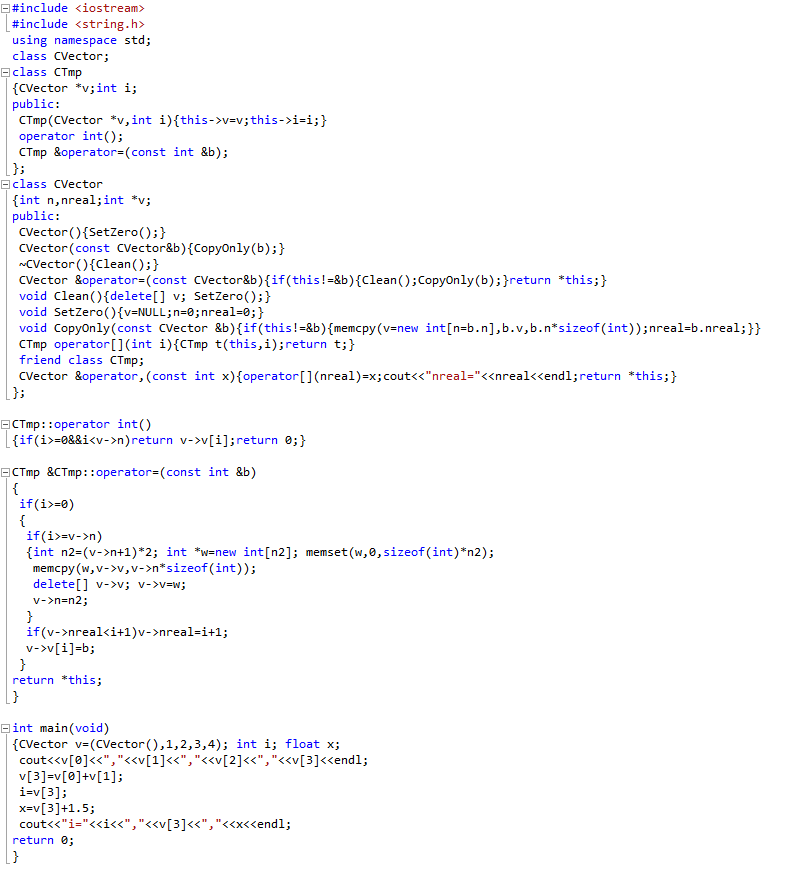 #include <iostream>
#include <string.h>
using namespace std;
class CVector;
class CTmp
{CVector *v;int i;
public:
 CTmp(CVector *v,int i){this->v=v;this->i=i;}
 operator int();
 CTmp &operator=(const int &b);
};
class CVector
{int n,nreal;int *v;
public:
 CVector(){SetZero();}
 CVector(const CVector&b){CopyOnly(b);}
 ~CVector(){Clean();}
 CVector &operator=(const CVector&b){if(this!=&b){Clean();CopyOnly(b);}return *this;}
 void Clean(){delete[] v; SetZero();}
 void SetZero(){v=NULL;n=0;nreal=0;}
 void CopyOnly(const CVector &b){if(this!=&b){memcpy(v=new int[n=b.n],b.v,b.n*sizeof(int));nreal=b.nreal;}}
 CTmp operator[](int i){CTmp t(this,i);return t;}
 friend class CTmp;
 CVector &operator,(const int x){operator[](nreal)=x;cout<<"nreal="<<nreal<<endl;return *this;}
};

CTmp::operator int()
{if(i>=0&&i<v->n)return v->v[i];return 0;}

CTmp &CTmp::operator=(const int &b)
{
 if(i>=0)
 {
  if(i>=v->n)
  {int n2=(v->n+1)*2; int *w=new int[n2]; memset(w,0,sizeof(int)*n2);
   memcpy(w,v->v,v->n*sizeof(int));
   delete[] v->v; v->v=w;
   v->n=n2;
  }
  if(v->nreal<i+1)v->nreal=i+1;
  v->v[i]=b;
 }
return *this;
}

int main(void)
{CVector v=(CVector(),1,2,3,4); int i; float x;
 cout<<v[0]<<","<<v[1]<<","<<v[2]<<","<<v[3]<<endl;
 v[3]=v[0]+v[1];
 i=v[3];
 x=v[3]+1.5;
 cout<<"i="<<i<<","<<v[3]<<","<<x<<endl;
return 0;
}